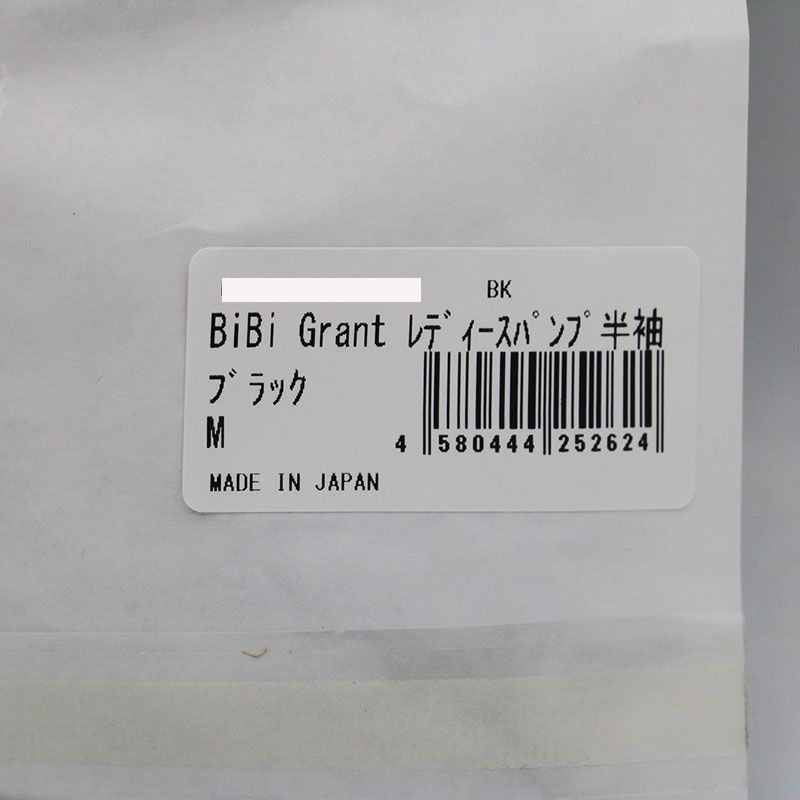 BK
BiBi Grant ﾚﾃﾞｨｰｽﾊﾟﾝﾌﾟ半袖
ﾌﾞﾗｯｸ
M
4 580444 252624
MADE IN JAPAN